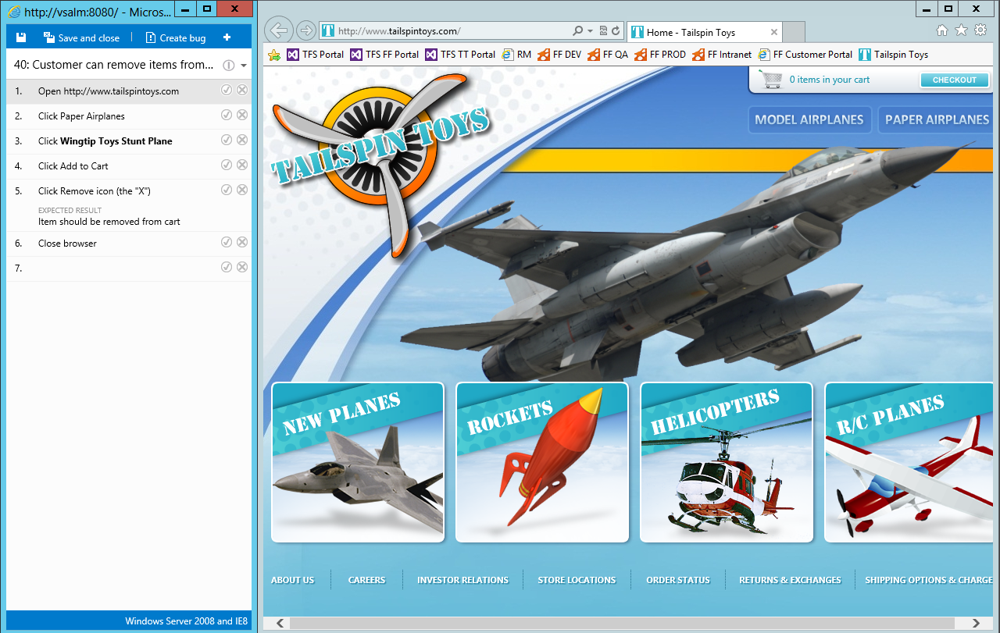 http://vsalm:8080/ - Micros...
Save and close
Create bug
40: Customer can remove items from...
1. Open http://www.tailspintoys.com
2. Click Paper Airplanes
3. Click Wingtip Toys Stunt Plane
4. Click Add to Cart
5. Click Remove icon (the "X")
EXPECTED RESULT
Item should be removed from cart
6. Close browser
7.
Windows Server 2008 and IE8
http://www.tailspintoys.com/
Home - Tailspin Toys
TFS Portal
TFS FF Portal
TFS TT Portal
RM
FF DEV
FF QA
FF PROD
FF Intranet
FF Customer Portal
Tailspin Toys
TAILSPIN TOYS
0 items in your cart
CHECKOUT
MODEL AIRPLANES
PAPER AIRPLANES
NEW PLANES
ROCKETS
HELICOPTERS
R/C PLANES
ABOUT US
CAREERS
INVESTOR RELATIONS
STORE LOCATIONS
ORDER STATUS
RETURNS & EXCHANGES
SHIPPING OPTIONS & CHARGE